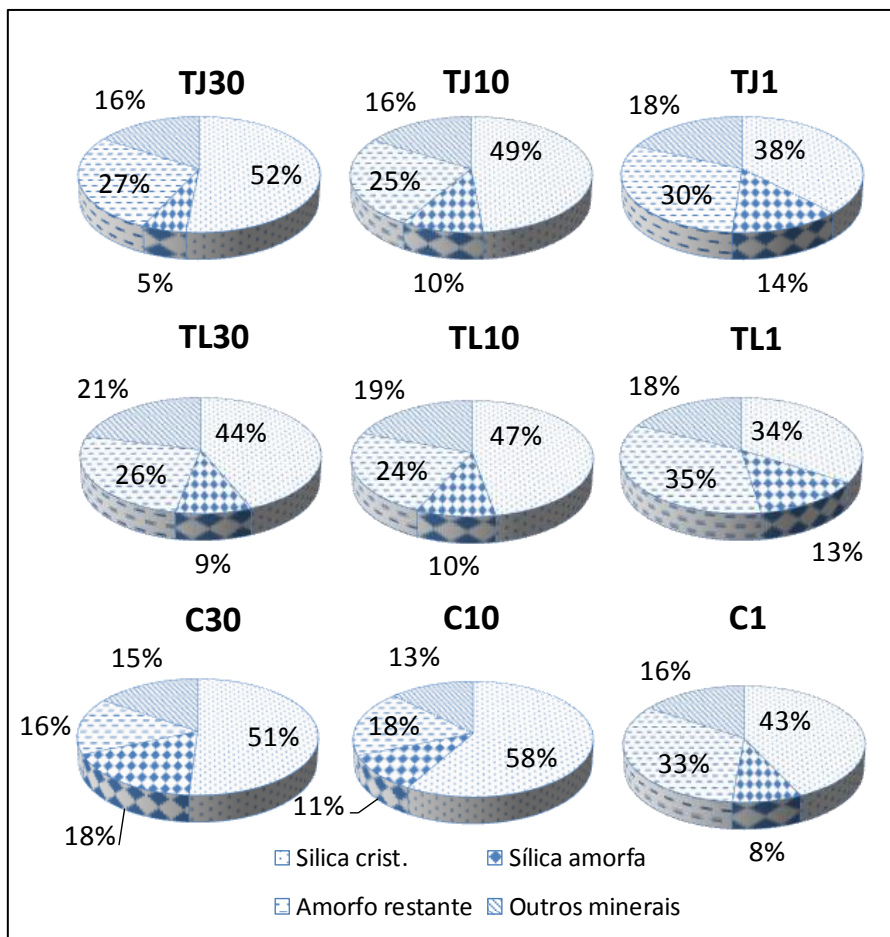 TJ30 TJ10 TJ1
16% 16% 18%
52% 49% 38%
27% 25% 30%
5% 10% 14%
TL30 TL10 TL1
21% 19% 18%
44% 47% 34%
26% 24% 35%
9% 10% 13%
C30 C10 C1
15% 13% 16%
16% 51% 18% 58% 33% 43%
18% 11% 8%
Silica crist. Sílica amorfa
Amorfo restante Outros minerais